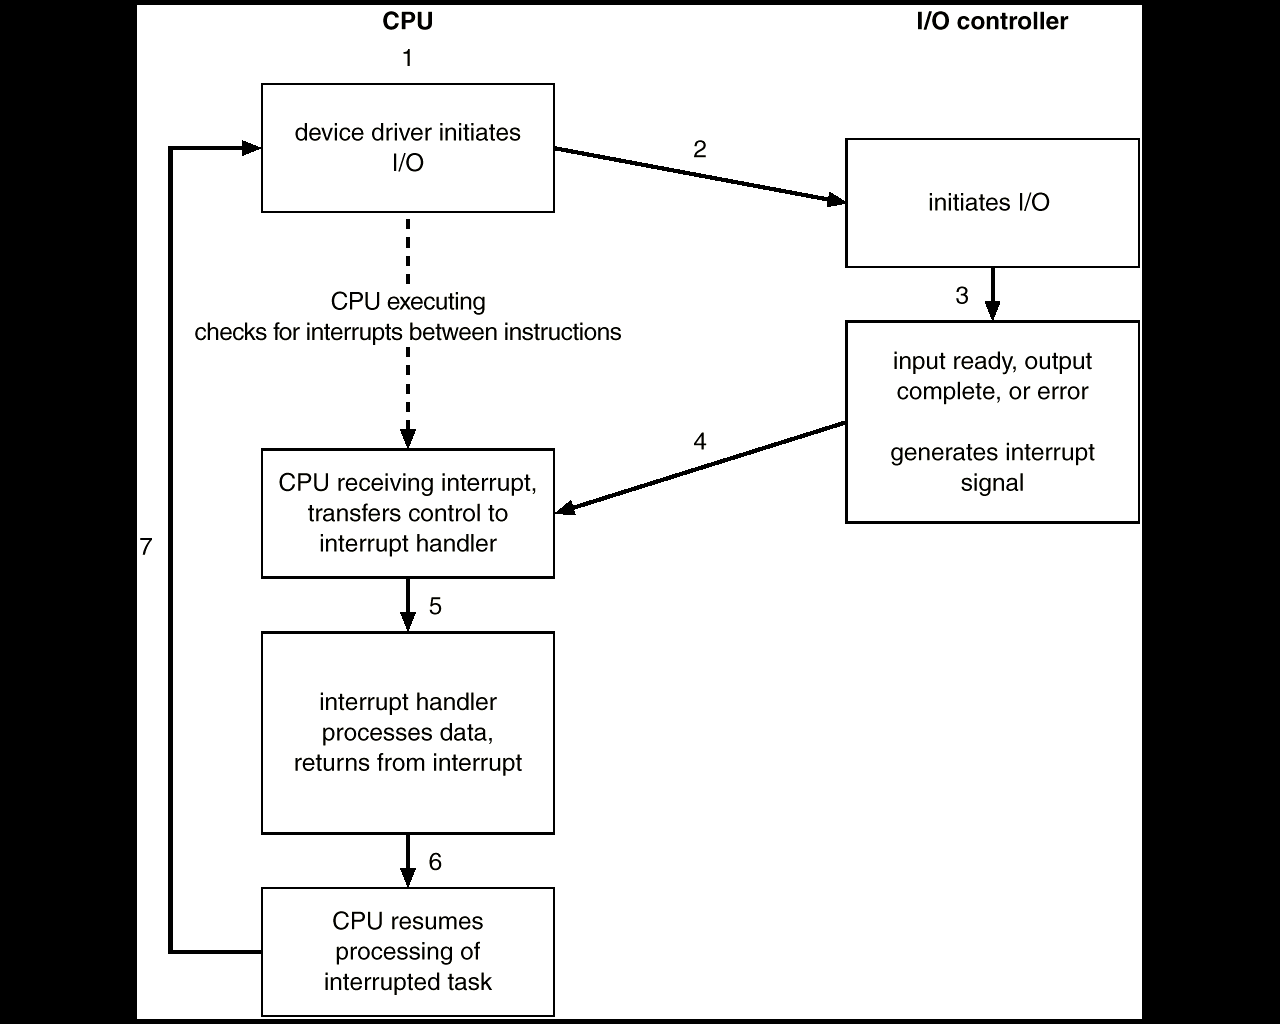 CPU
I/O controller
1
device driver initiates
I/O
2
initiates I/O
3
CPU executing
checks for interrupts between instructions
input ready, output
complete, or error
generates interrupt
signal
4
CPU receiving interrupt,
transfers control to
interrupt handler
7
5
interrupt handler
processes data,
returns from interrupt
6
CPU resumes
processing of
interrupted task